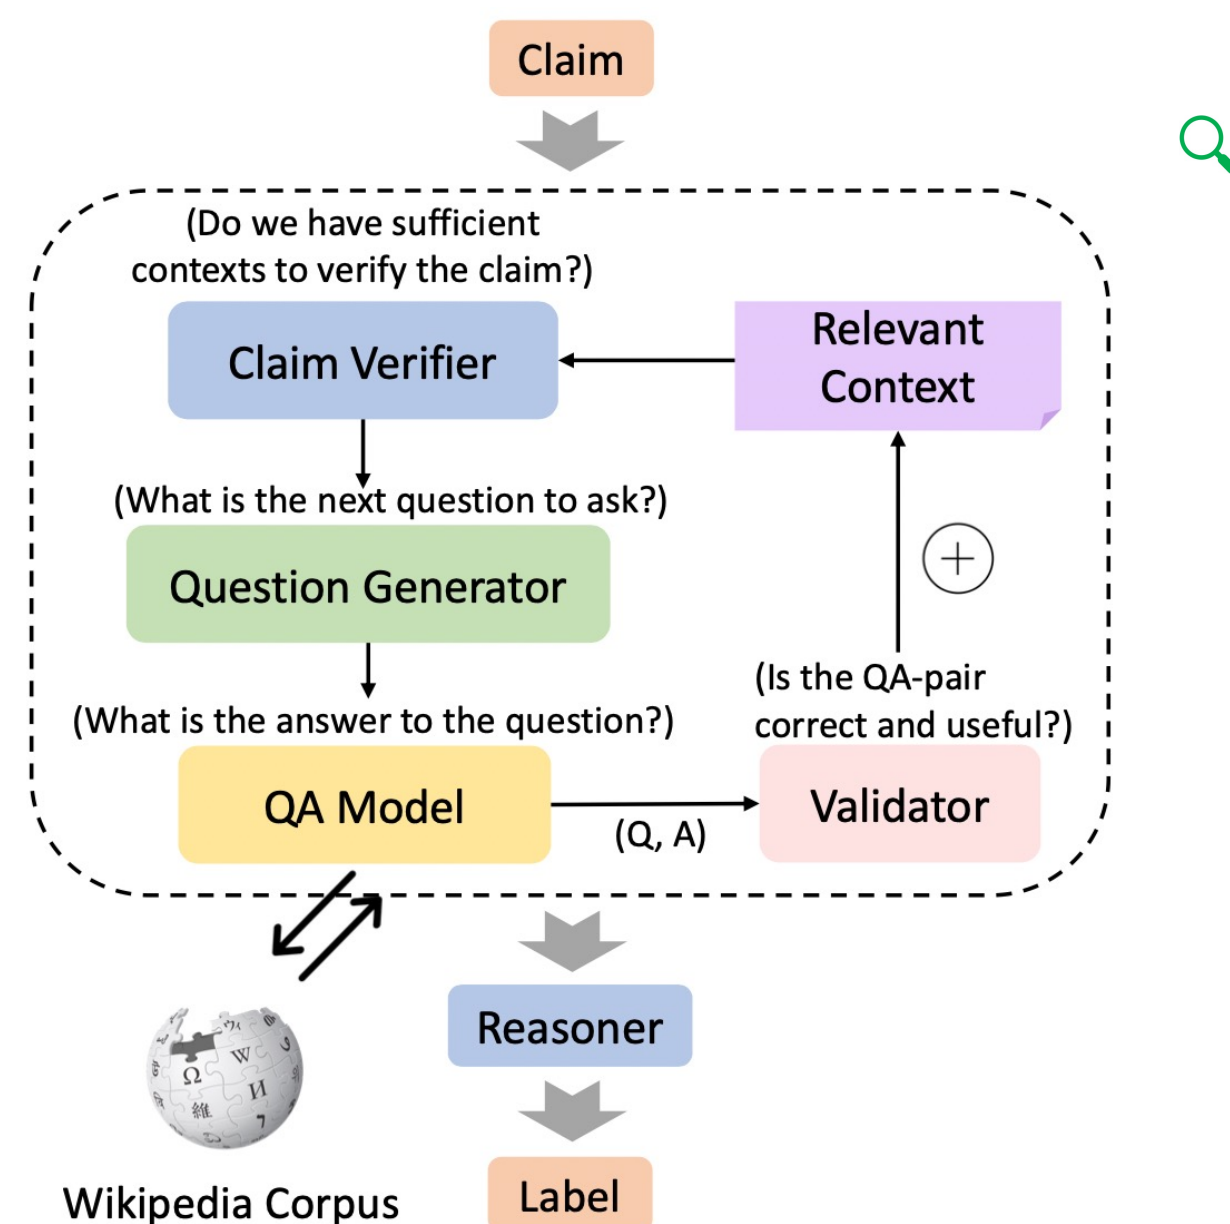 Claim
(Do we have sufficient
contexts to verify the claim?)
Claim Verifier
Relevant
Context
(What is the next question to ask?)
Question Generator
(What is the answer to the question?)
QA Model
(Q, A)
(Is the QA-pair
correct and useful?)
Validator
Reasoner
Ω
W
И
維
Wikipedia Corpus
Label